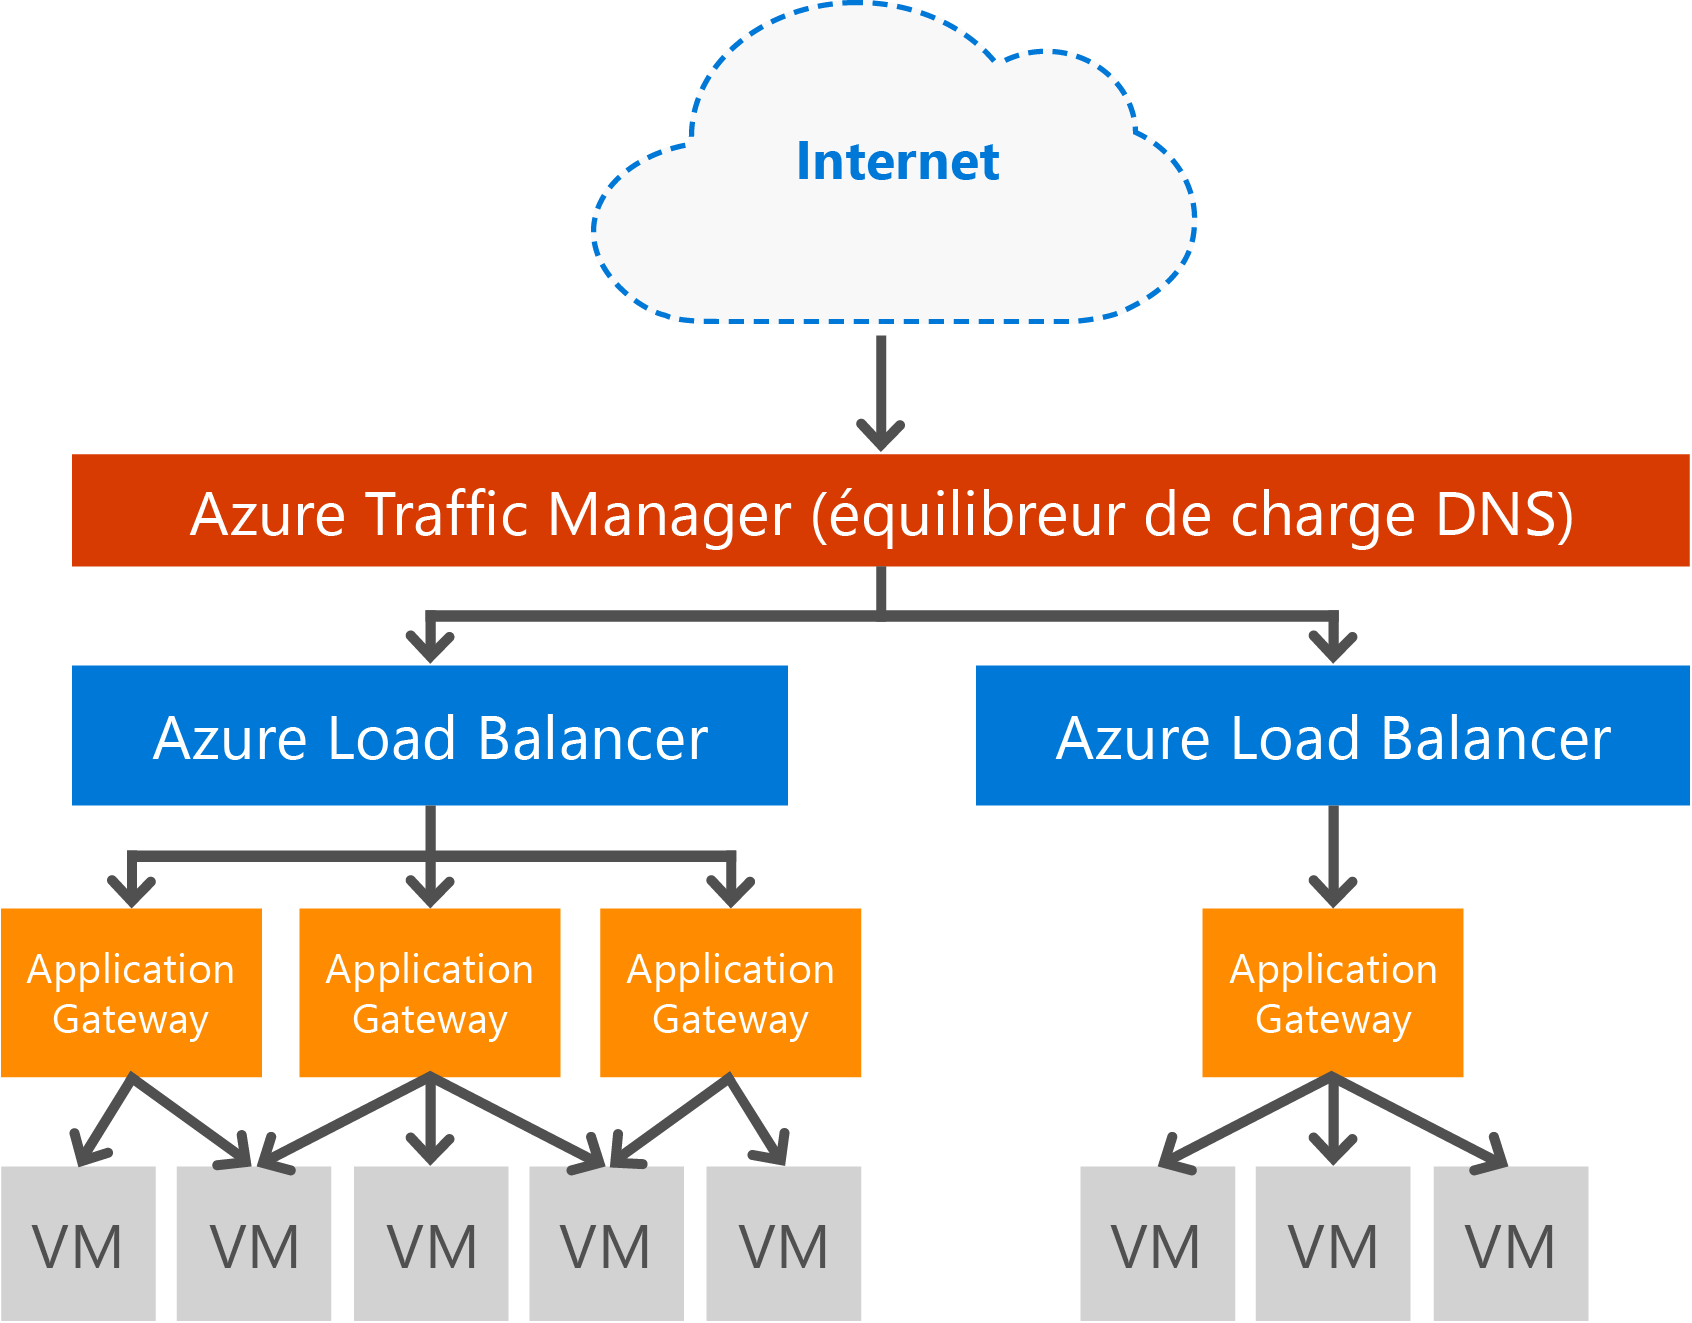 Internet
Azure Traffic Manager (équilibreur de charge DNS)
Azure Load Balancer
Azure Load Balancer
Application
Gateway
Application
Gateway
Application
Gateway
Application
Gateway
VM
VM
VM
VM
VM
VM
VM
VM